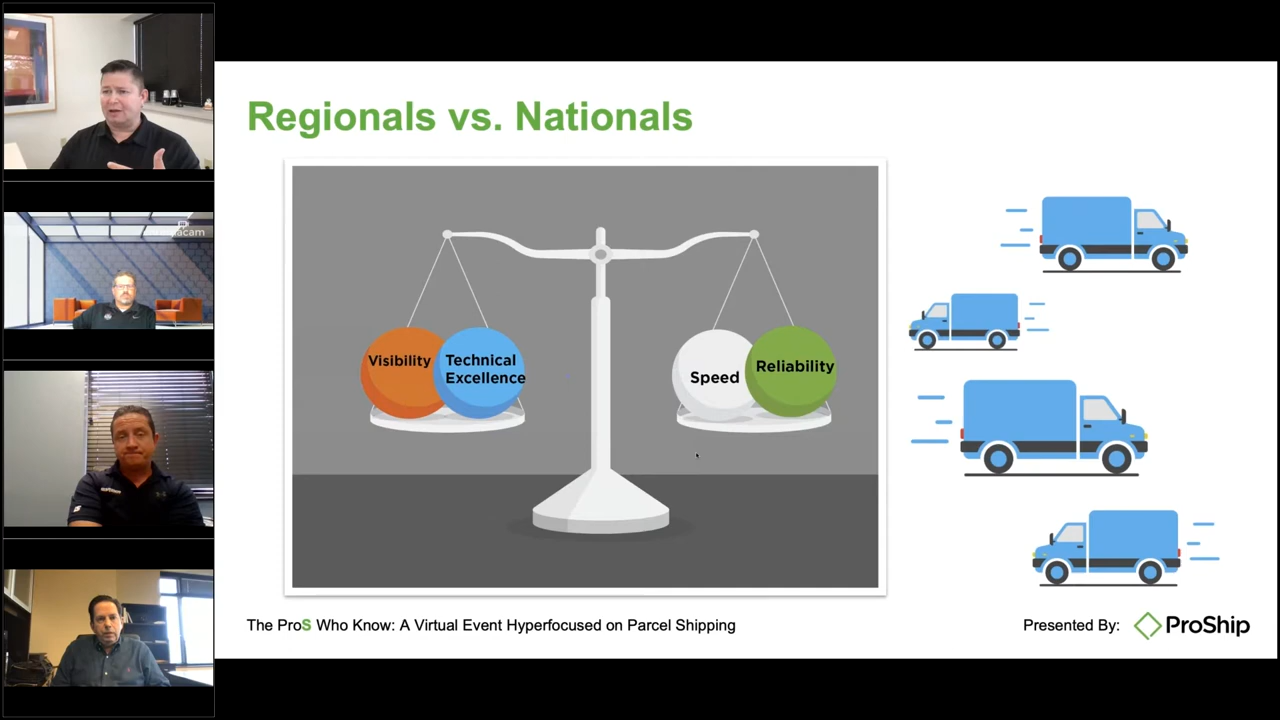 Regionals vs. Nationals
Visibility
Technical
Excellence
Speed
Reliability
The ProS Who Know: A Virtual Event Hyperfocused on Parcel Shipping
Presented By:
ProShip